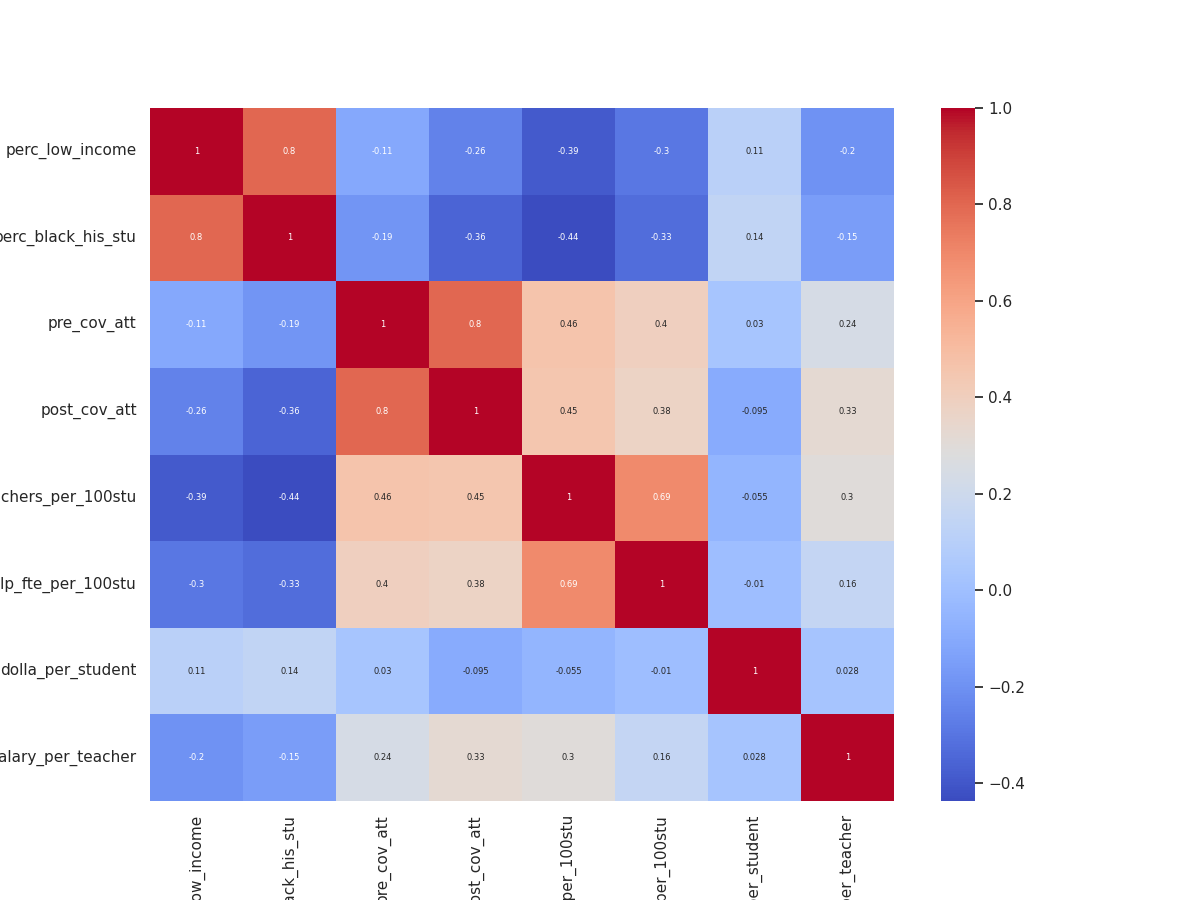 perc_low_income 1 0.8 -0.11 -0.26 -0.39 -0.3 0.11 -0.2
perc_black_his_stu 0.8 1 -0.19 -0.36 -0.44 -0.33 0.14 -0.15
pre_cov_att -0.11 -0.19 1 0.8 0.46 0.4 0.03 0.24
post_cov_att -0.26 -0.36 0.8 1 0.45 0.38 -0.095 0.33
chers_per_100stu -0.39 -0.44 0.46 0.45 1 0.69 -0.055 0.3
lp_fte_per_100stu -0.3 -0.33 0.4 0.38 0.69 1 -0.01 0.16
dolla_per_student 0.11 0.14 0.03 -0.095 -0.055 -0.01 1 0.028
alary_per_teacher -0.2 -0.15 0.24 0.33 0.3 0.16 0.028 1
ow_income
ack_his_stu
pre_cov_att
ost_cov_att
per_100stu
per_100stu
per_student
per_teacher
1.0
0.8
0.6
0.4
0.2
0.0
−0.2
−0.4